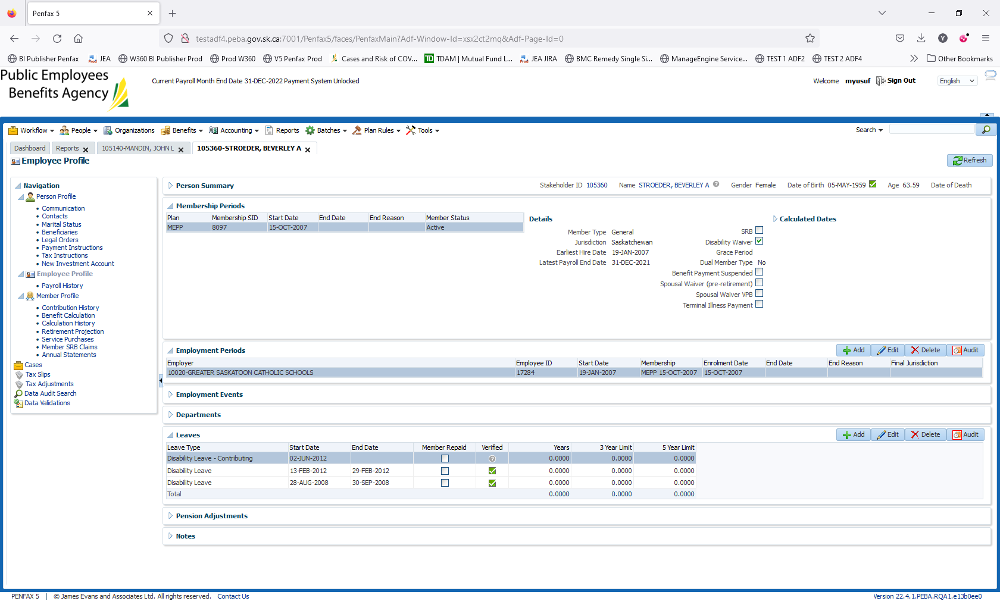 Penfax 5
testadf4.peba.gov.sk.ca:7001/Penfax5/faces/PenfaxMain?Adf-Window-Id=xsx2ct2mq&Adf-Page-Id=0
BI Publisher Penfax JEA W360 BI Publisher Prod Prod W360 V5 Penfax Prod Cases and Risk of COV... TD TDAM | Mutual Fund L... JEA JIRA BMC Remedy Single Si... ManageEngine Service... TEST 1 ADF2 TEST 2 ADF4 Other Bookmarks
Public Employees
Benefits Agency
Current Payroll Month End Date 31-DEC-2022 Payment System Unlocked
Welcome myusuf Sign Out English
Workflow People Organizations Benefits Accounting Reports Batches Plan Rules Tools Search
Dashboard Reports 105140-MANDIN, JOHN L 105360-STROEDER, BEVERLEY A
Employee Profile
Refresh
Navigation
Person Profile
Communication
Contacts
Marital Status
Beneficiaries
Legal Orders
Payment Instructions
Tax Instructions
New Investment Account
Employee Profile
Payroll History
Member Profile
Contribution History
Benefit Calculation
Calculation History
Retirement Projection
Service Purchases
Member SRB Claims
Annual Statements
Cases
Tax Slips
Tax Adjustments
Data Audit Search
Data Validations
Person Summary Stakeholder ID 105360 Name STROEDER, BEVERLEY A Gender Female Date of Birth 05-MAY-1959 Age 63.59 Date of Death
Membership Periods
Plan Membership SID Start Date End Date End Reason Member Status
MEPP 8097 15-OCT-2007 Active
Details
Member Type General
Jurisdiction Saskatchewan
Earliest Hire Date 19-JAN-2007
Latest Payroll End Date 31-DEC-2021
SRB
Disability Waiver
Grace Period
Dual Member Type No
Benefit Payment Suspended
Spousal Waiver (pre-retirement)
Spousal Waiver VPB
Terminal Illness Payment
Calculated Dates
Employment Periods Add Edit Delete Audit
Employer Employee ID Start Date Membership Enrolment Date End Date End Reason Final Jurisdiction
10020-GREATER SASKATOON CATHOLIC SCHOOLS 17284 19-JAN-2007 MEPP 15-OCT-2007 15-OCT-2007
Employment Events
Departments
Leaves Add Edit Delete Audit
Leave Type Start Date End Date Member Repaid Verified Years 3 Year Limit 5 Year Limit
Disability Leave - Contributing 02-JUN-2012 0.0000 0.0000 0.0000
Disability Leave 13-FEB-2012 29-FEB-2012 0.0000 0.0000 0.0000
Disability Leave 28-AUG-2008 30-SEP-2008 0.0000 0.0000 0.0000
Total 0.0000 0.0000 0.0000
Pension Adjustments
Notes
PENFAX 5 | © James Evans and Associates Ltd. All rights reserved. Contact Us
Version 22.4.1.PEBA.RQA1.e13b0ee0